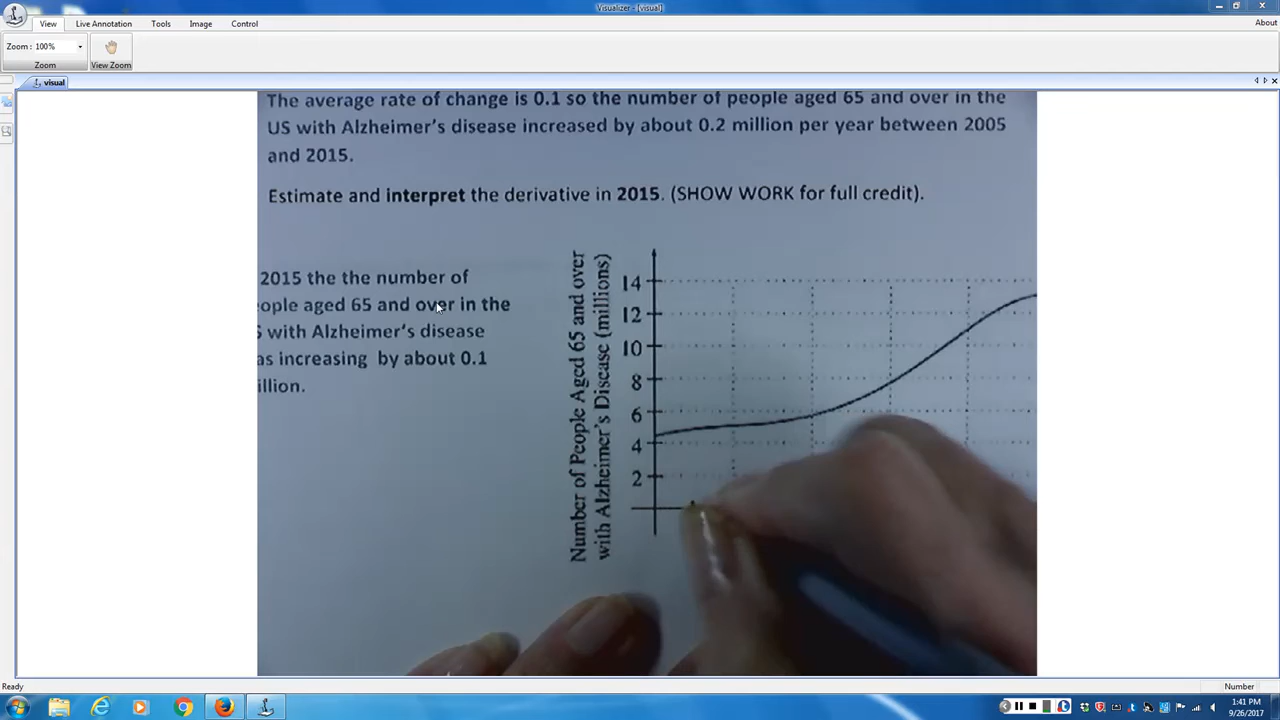 Visualizer - [visual]
View Live Annotation Tools Image Control About
Zoom : 100%
Zoom View Zoom
visual
The average rate of change is 0.1 so the number of people aged 65 and over in the
US with Alzheimer's disease increased by about 0.2 million per year between 2005
and 2015.
Estimate and interpret the derivative in 2015. (SHOW WORK for full credit).
2015 the the number of
ople aged 65 and over in the
S with Alzheimer's disease
as increasing by about 0.1
illion.
Number of People Aged 65 and over
with Alzheimer's Disease (millions)
14
12
10
8
6
4
2
Ready Number
1:41 PM
9/26/2017